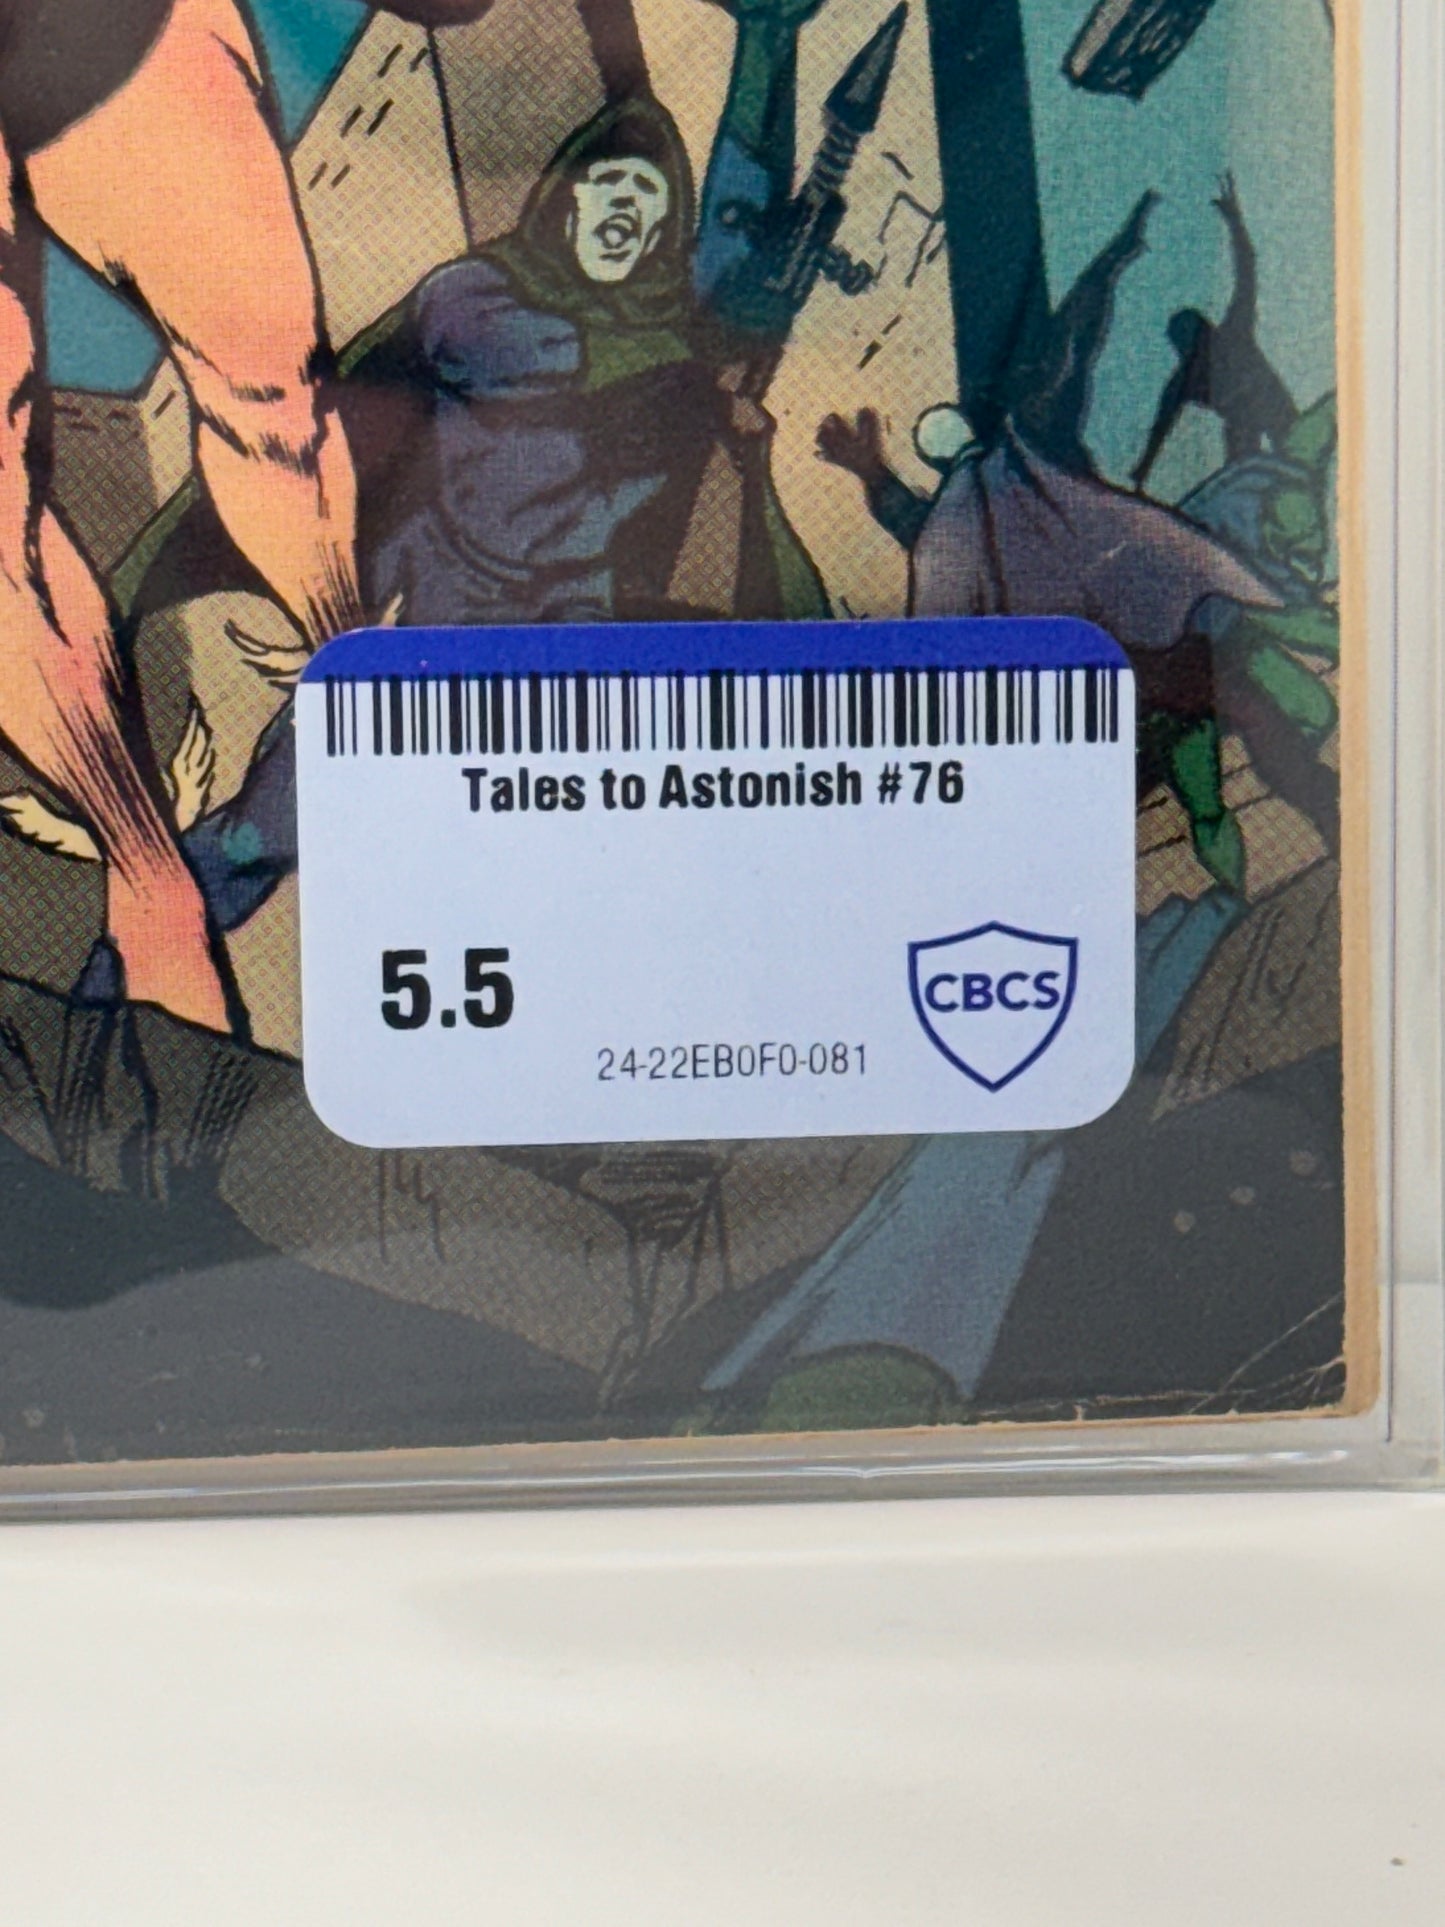 Tales to Astonish #76
5.5
CBCS
24-22EB0F0-081